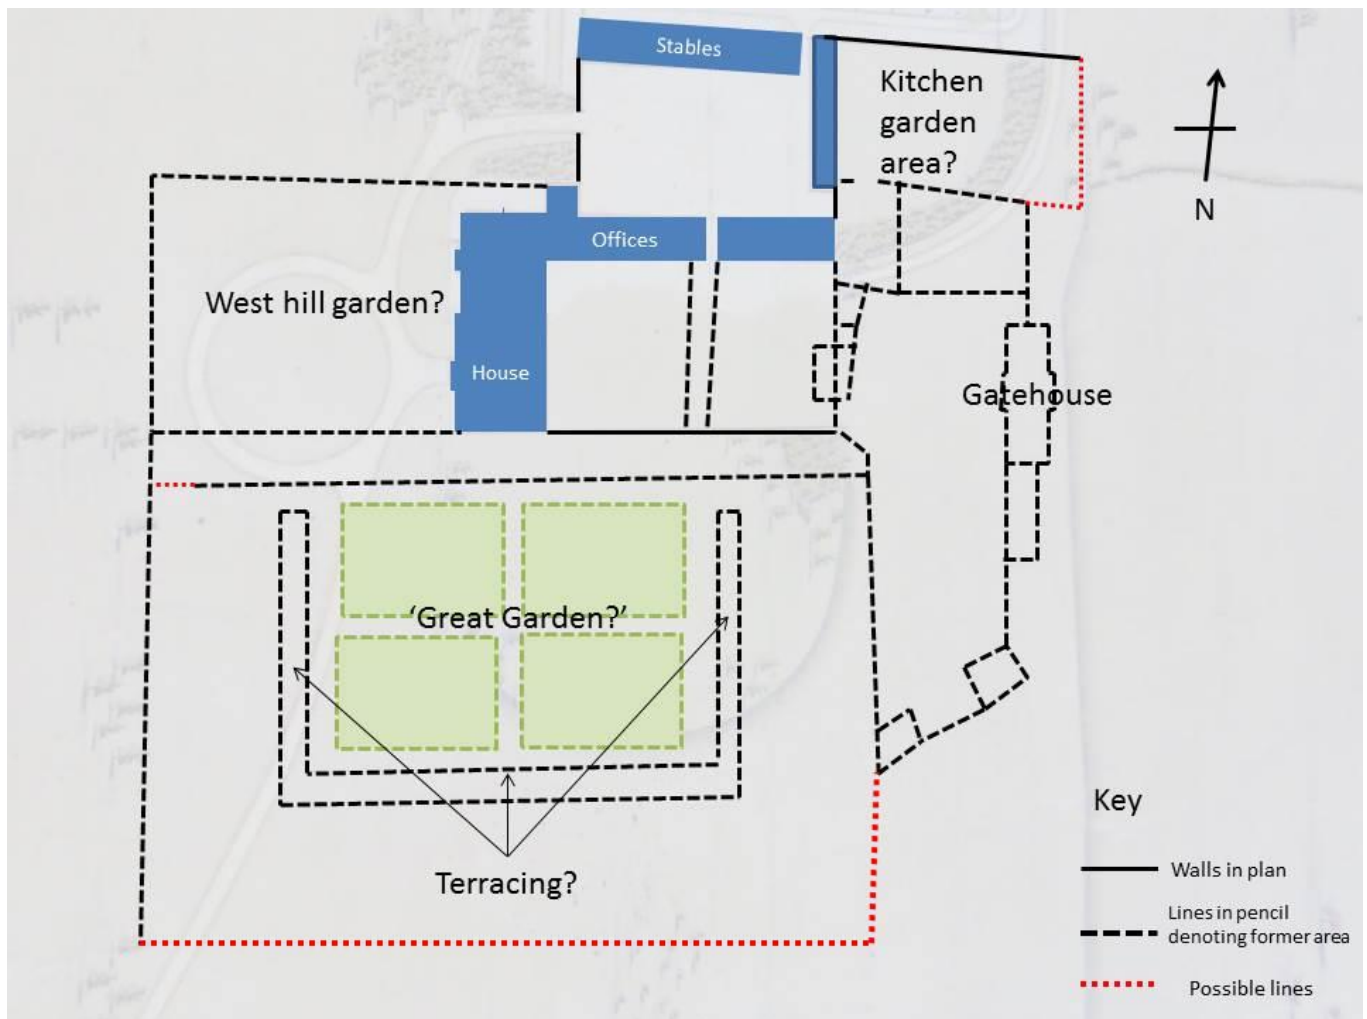 Stables
Kitchen
garden
area?
N
Offices
West hill garden?
House
Gatehouse
‘Great Garden?’
Terracing?
Key
Walls in plan
Lines in pencil
denoting former area
Possible lines